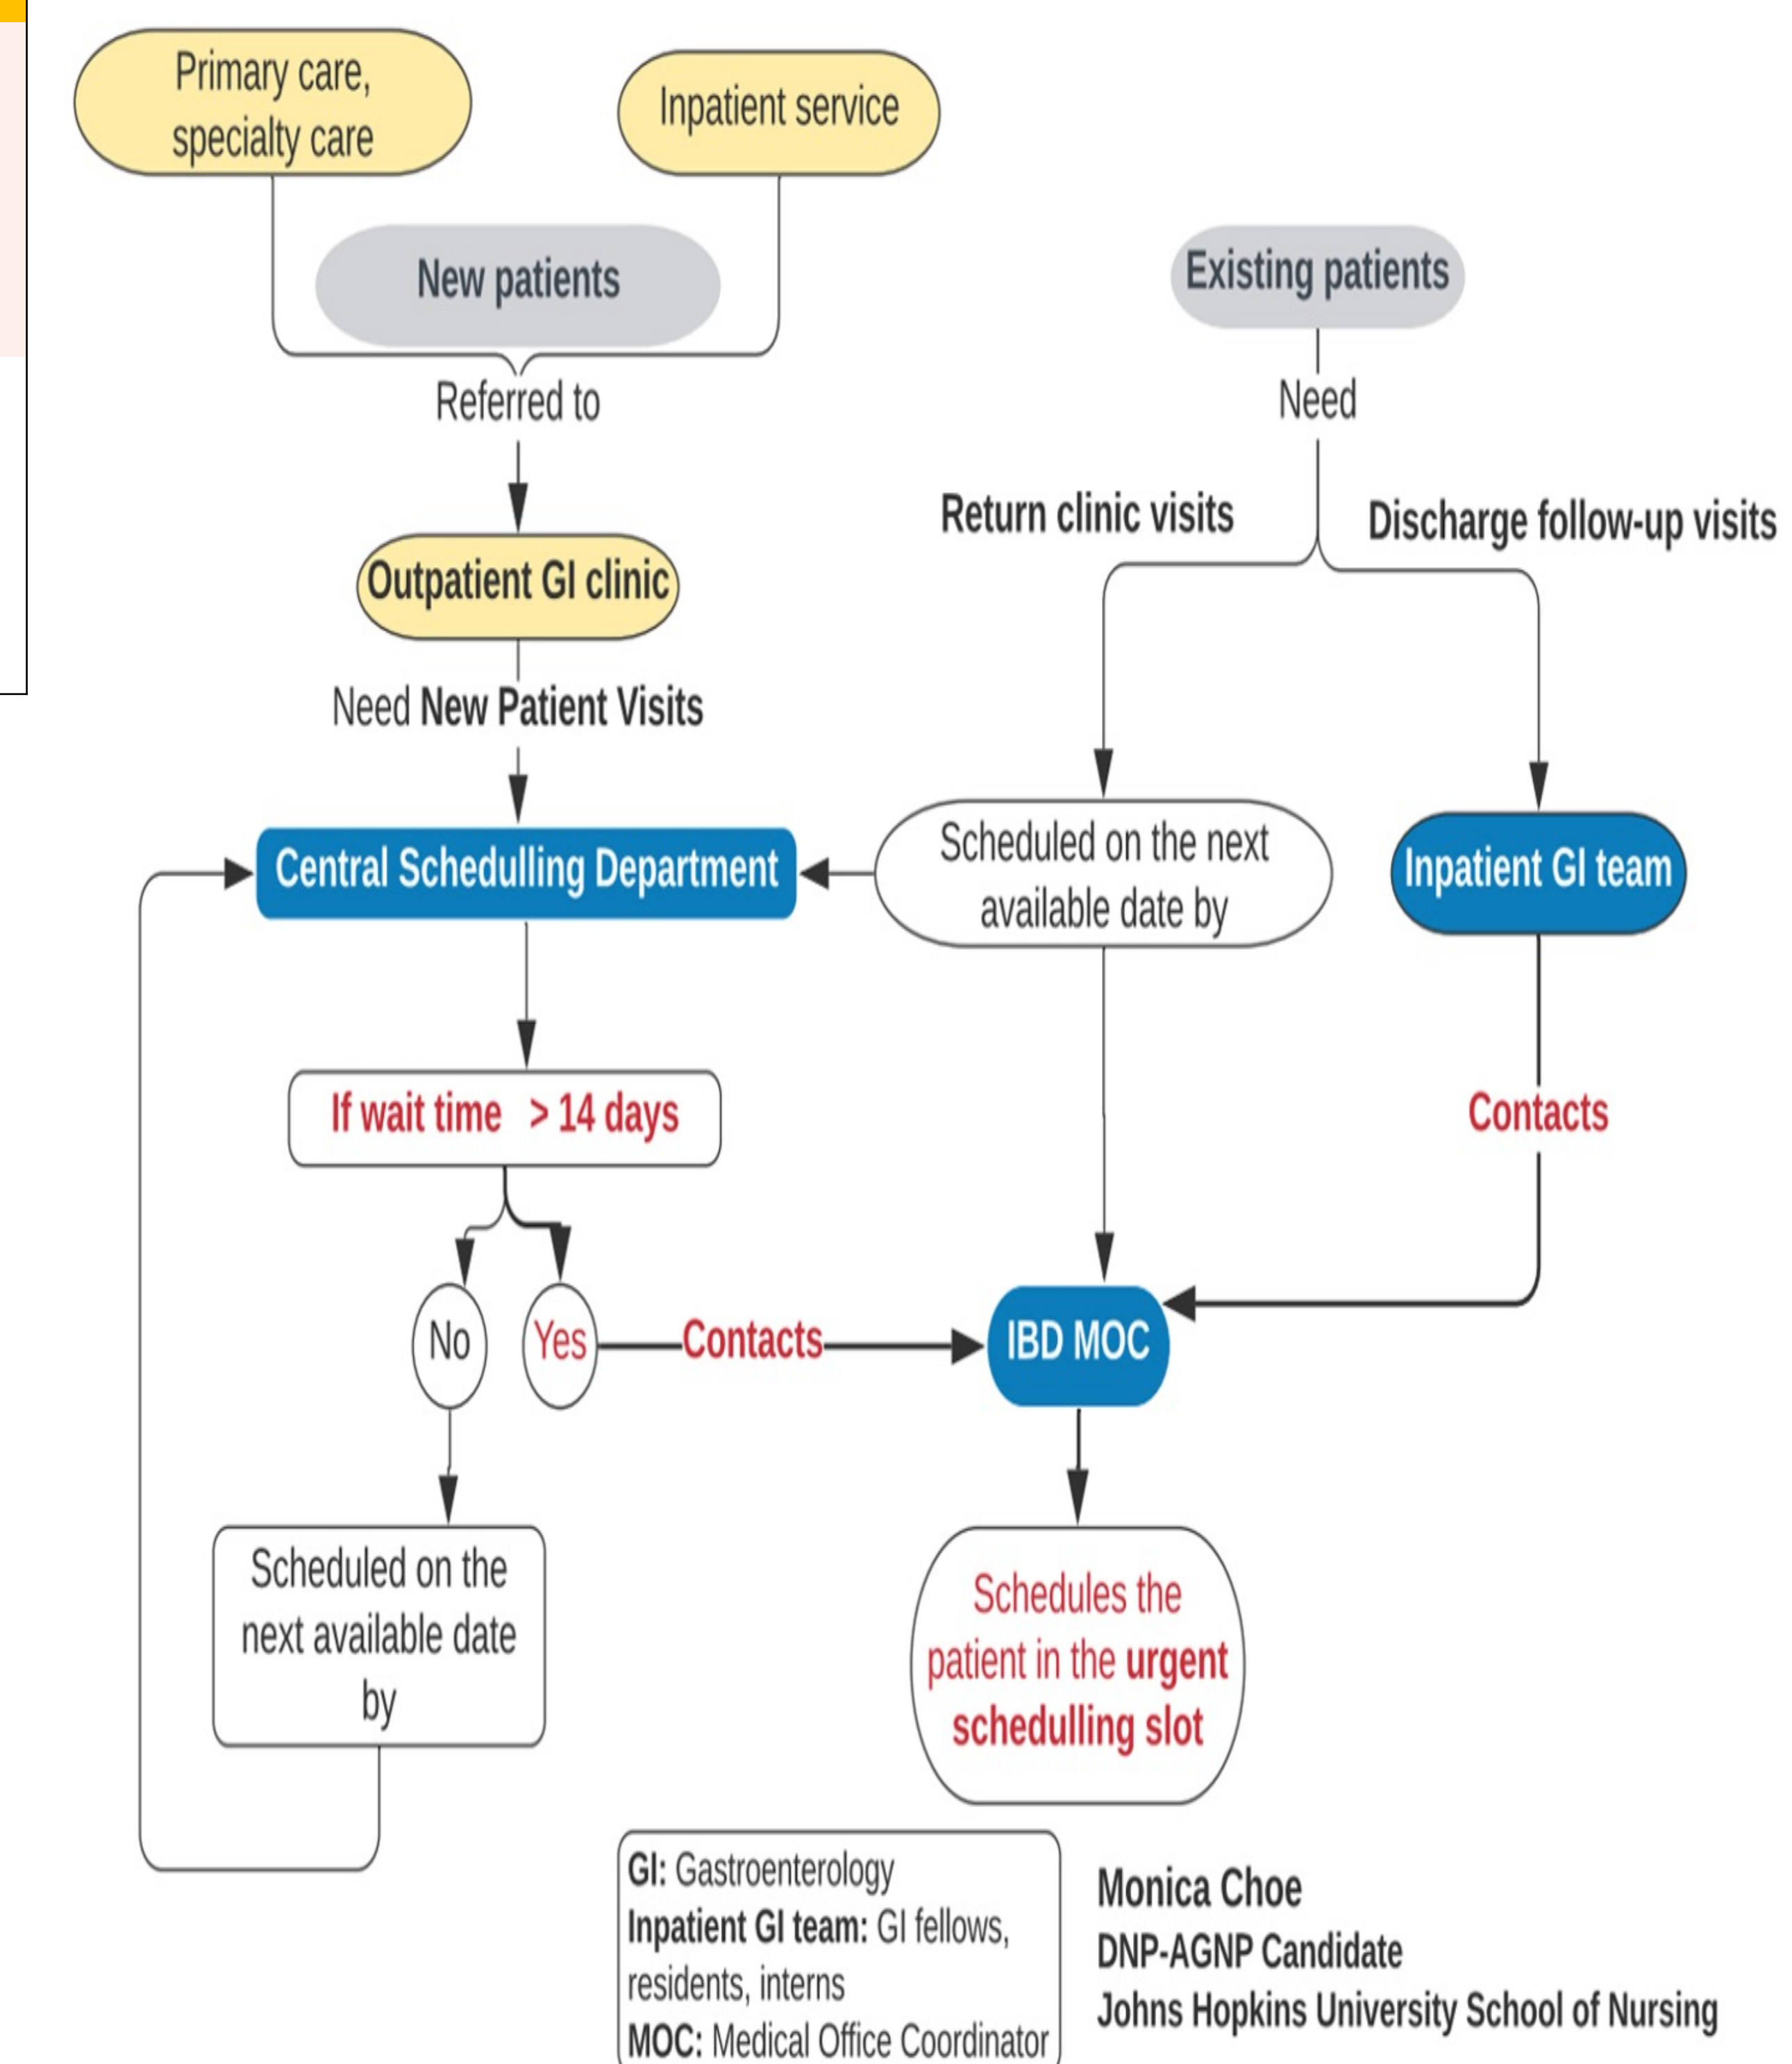 Primary care,
specialty care
Inpatient service
New patients
Existing patients
Referred to
Need
Return clinic visits
Discharge follow-up visits
Outpatient GI clinic
Need New Patient Visits
Central Schedulling Department
Scheduled on the next
available date by
Inpatient GI team
If wait time > 14 days
Contacts
No
Yes
Contacts
IBD MOC
Scheduled on the
next available date
by
Schedules the
patient in the urgent
schedulling slot
GI: Gastroenterology
Inpatient GI team: GI fellows,
residents, interns
MOC: Medical Office Coordinator
Monica Choe
DNP-AGNP Candidate
Johns Hopkins University School of Nursing